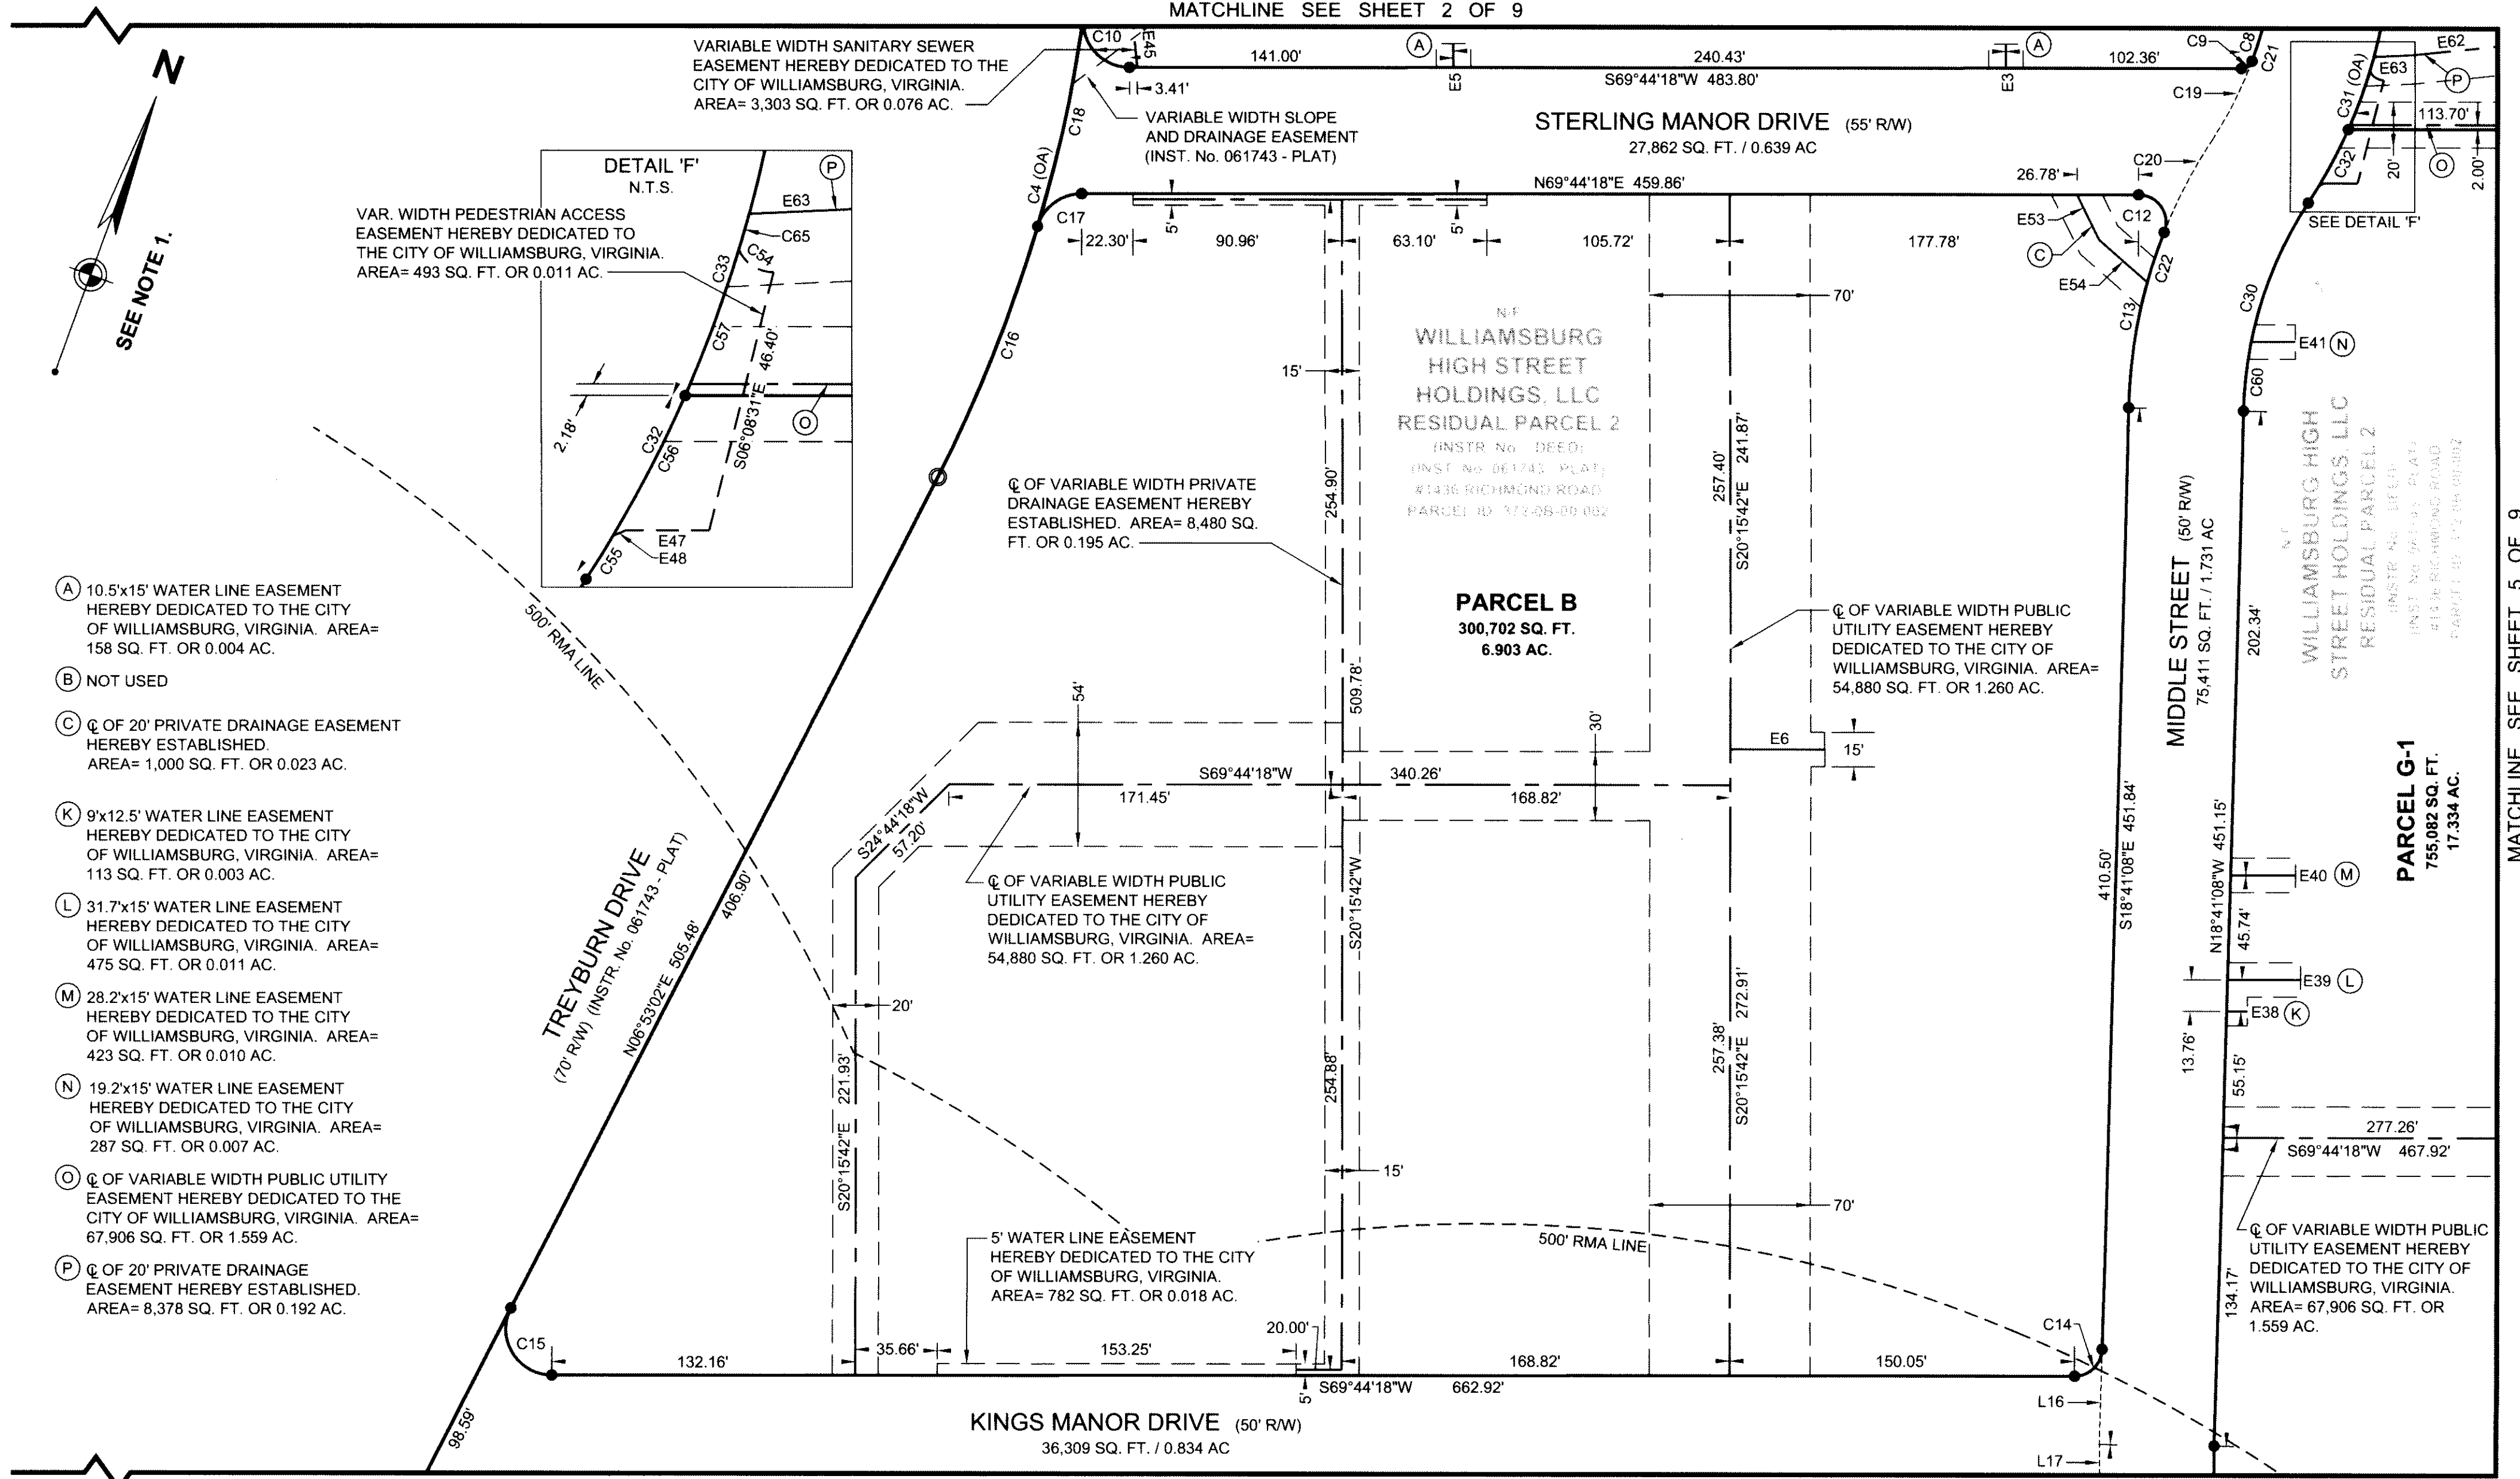 MATCHLINE SEE SHEET 2 OF 9
N
SEE NOTE 1.
VARIABLE WIDTH SANITARY SEWER
EASEMENT HEREBY DEDICATED TO THE
CITY OF WILLIAMSBURG, VIRGINIA.
AREA= 3,303 SQ. FT. OR 0.076 AC.
C10
E45
3.41'
141.00'
A
E5
240.43'
S69°44'18"W 483.80'
E3
A
102.36'
C9
C8
C21
C19
C20
VARIABLE WIDTH SLOPE
AND DRAINAGE EASEMENT
(INST. No. 061743 - PLAT)
STERLING MANOR DRIVE (55' R/W)
27,862 SQ. FT. / 0.639 AC
C18
C4 (OA)
C17
C16
N69°44'18"E 459.86'
22.30'
5'
90.96'
63.10'
5'
105.72'
177.78'
26.78'
E53
C12
C
E54
C22
C13
E62
E63
P
C31 (OA)
113.70'
C32
20'
O
2.00'
SEE DETAIL 'F'
C30
E41 N
C60
DETAIL 'F'
N.T.S.
P
E63
C65
C54
C33
C57
46.40'
S06°08'31"E
O
2.18'
C32
C56
E47
E48
C55
VAR. WIDTH PEDESTRIAN ACCESS
EASEMENT HEREBY DEDICATED TO
THE CITY OF WILLIAMSBURG, VIRGINIA.
AREA= 493 SQ. FT. OR 0.011 AC.
A 10.5'x15' WATER LINE EASEMENT
HEREBY DEDICATED TO THE CITY
OF WILLIAMSBURG, VIRGINIA. AREA=
158 SQ. FT. OR 0.004 AC.
B NOT USED
C ℄ OF 20' PRIVATE DRAINAGE EASEMENT
HEREBY ESTABLISHED.
AREA= 1,000 SQ. FT. OR 0.023 AC.
K 9'x12.5' WATER LINE EASEMENT
HEREBY DEDICATED TO THE CITY
OF WILLIAMSBURG, VIRGINIA. AREA=
113 SQ. FT. OR 0.003 AC.
L 31.7'x15' WATER LINE EASEMENT
HEREBY DEDICATED TO THE CITY
OF WILLIAMSBURG, VIRGINIA. AREA=
475 SQ. FT. OR 0.011 AC.
M 28.2'x15' WATER LINE EASEMENT
HEREBY DEDICATED TO THE CITY
OF WILLIAMSBURG, VIRGINIA. AREA=
423 SQ. FT. OR 0.010 AC.
N 19.2'x15' WATER LINE EASEMENT
HEREBY DEDICATED TO THE CITY
OF WILLIAMSBURG, VIRGINIA. AREA=
287 SQ. FT. OR 0.007 AC.
O ℄ OF VARIABLE WIDTH PUBLIC UTILITY
EASEMENT HEREBY DEDICATED TO THE
CITY OF WILLIAMSBURG, VIRGINIA. AREA=
67,906 SQ. FT. OR 1.559 AC.
P ℄ OF 20' PRIVATE DRAINAGE
EASEMENT HEREBY ESTABLISHED.
AREA= 8,378 SQ. FT. OR 0.192 AC.
500' RMA LINE
TREYBURN DRIVE
(70' R/W) (INSTR. No. 061743 - PLAT)
N06°53'02"E 505.48'
406.90'
98.59'
C15
70'
15'
N/F
WILLIAMSBURG
HIGH STREET
HOLDINGS, LLC
RESIDUAL PARCEL 2
(INSTR. No. DEED)
(INST. No. 061743 PLAT)
#1436 RICHMOND ROAD
254.90'
509.78'
S20°15'42"W
254.88'
257.40'
S20°15'42"E 241.87'
257.38'
S20°15'42"E 272.91'
℄ OF VARIABLE WIDTH PRIVATE
DRAINAGE EASEMENT HEREBY
ESTABLISHED. AREA= 8,480 SQ.
FT. OR 0.195 AC.
PARCEL B
300,702 SQ. FT.
6.903 AC.
℄ OF VARIABLE WIDTH PUBLIC
UTILITY EASEMENT HEREBY
DEDICATED TO THE CITY OF
WILLIAMSBURG, VIRGINIA. AREA=
54,880 SQ. FT. OR 1.260 AC.
54'
30'
E6
15'
S69°44'18"W 340.26'
171.45'
168.82'
S24°44'18"W
57.20'
℄ OF VARIABLE WIDTH PUBLIC
UTILITY EASEMENT HEREBY
DEDICATED TO THE CITY OF
WILLIAMSBURG, VIRGINIA. AREA=
54,880 SQ. FT. OR 1.260 AC.
20'
S20°15'42"E 221.93'
15'
70'
5' WATER LINE EASEMENT
HEREBY DEDICATED TO THE CITY
OF WILLIAMSBURG, VIRGINIA.
AREA= 782 SQ. FT. OR 0.018 AC.
500' RMA LINE
132.16'
35.66'
153.25'
20.00'
5'
168.82'
150.05'
S69°44'18"W 662.92'
KINGS MANOR DRIVE (50' R/W)
36,309 SQ. FT. / 0.834 AC
C14
L16
L17
MIDDLE STREET (50' R/W)
75,411 SQ. FT. / 1.731 AC
410.50'
S18°41'08"E 451.84'
N18°41'08"W 451.15'
202.34'
45.74'
13.76'
55.15'
134.17'
E40 M
E39 L
E38 K
N/F
WILLIAMSBURG HIGH
STREET HOLDINGS, LLC
RESIDUAL PARCEL 2
#1436 RICHMOND ROAD
PARCEL G-1
755,082 SQ. FT.
17.334 AC.
277.26'
S69°44'18"W 467.92'
℄ OF VARIABLE WIDTH PUBLIC
UTILITY EASEMENT HEREBY
DEDICATED TO THE CITY OF
WILLIAMSBURG, VIRGINIA.
AREA= 67,906 SQ. FT. OR
1.559 AC.
MATCHLINE SEE SHEET 5 OF 9